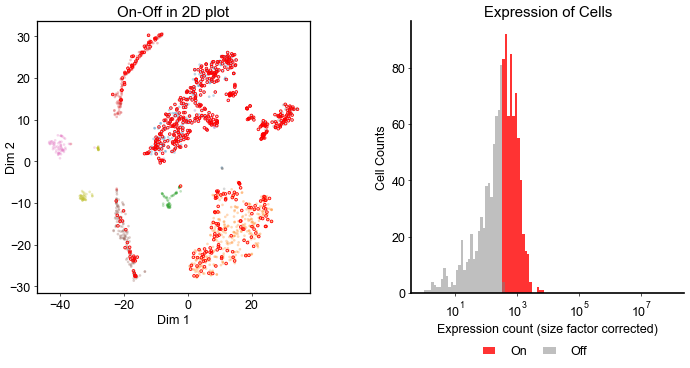 On-Off in 2D plot
Expression of Cells
30
20
10
0
−10
−20
−30
Dim 2
−40
−20
0
20
Dim 1
80
60
40
20
0
Cell Counts
10^1
10^3
10^5
10^7
Expression count (size factor corrected)
On
Off